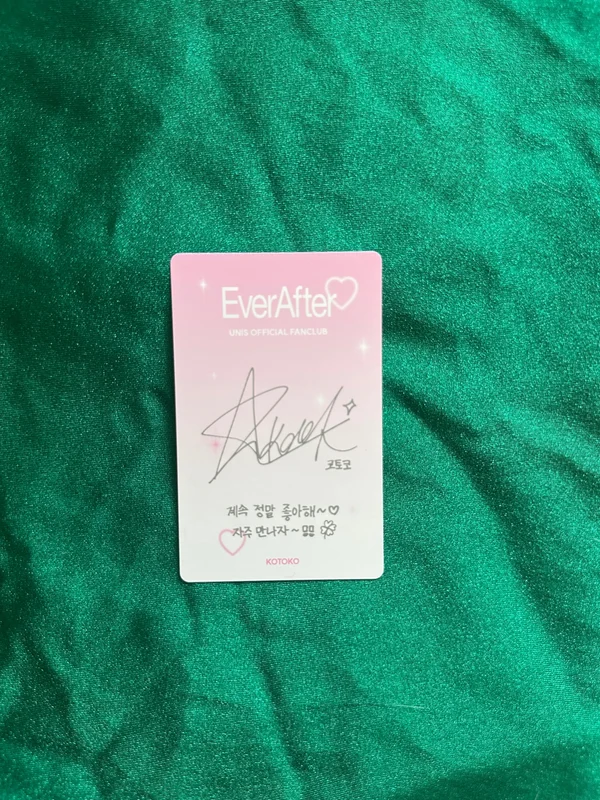 EverAfter
UNIS OFFICIAL FANCLUB
코토코
계속 정말 좋아해~♡
자주 만나자~
KOTOKO